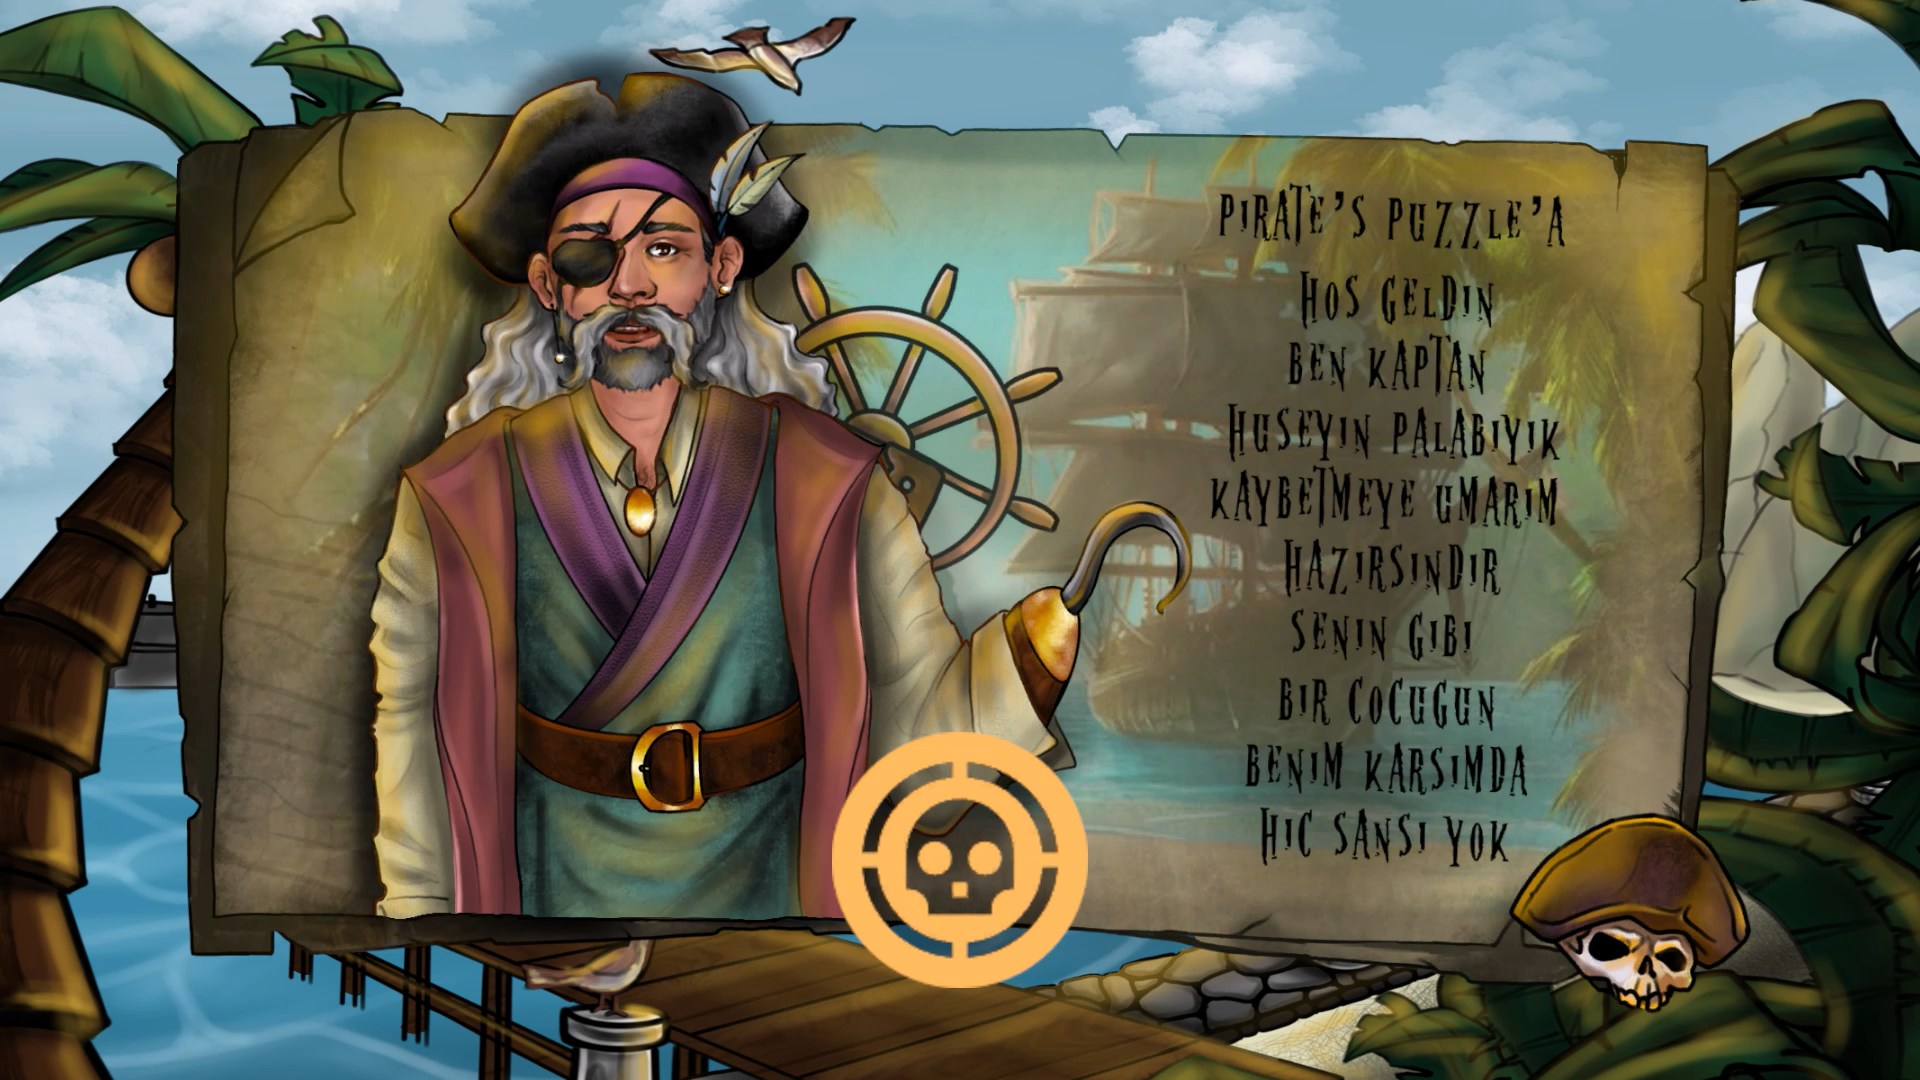 PIRATE'S PUZZLE'A
HOS GELDIN
BEN KAPTAN
HUSEYIN PALABIYIK
KAYBETMEYE UMARIM
HAZIRSINDIR
SENIN GIBI
BIR COCUGUN
BENIM KARSIMDA
HIC SANSI YOK